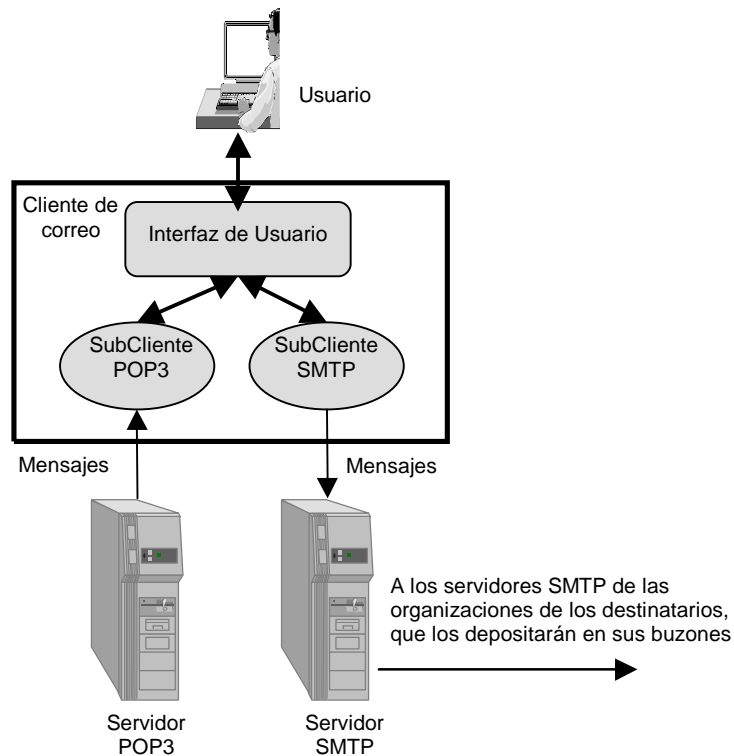 Usuario
Cliente de
correo
Interfaz de Usuario
SubCliente
POP3
SubCliente
SMTP
Mensajes
Mensajes
A los servidores SMTP de las
organizaciones de los destinatarios,
que los depositarán en sus buzones
Servidor
POP3
Servidor
SMTP